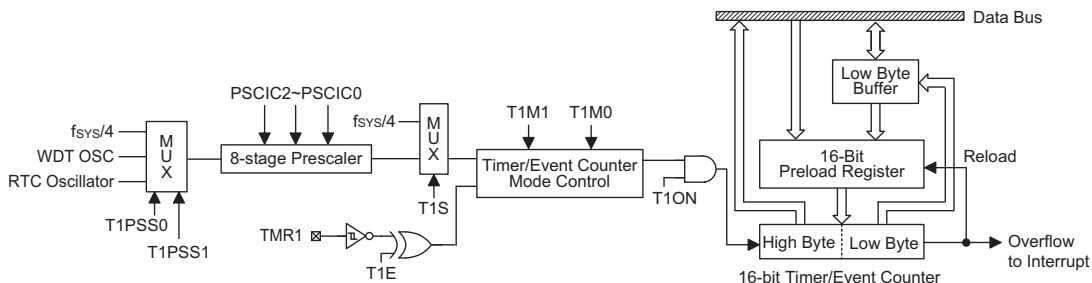 Data Bus
Low Byte
Buffer
PSCIC2~PSCIC0
fSYS/4
T1M1
T1M0
fSYS/4
WDT OSC
RTC Oscillator
MUX
8-stage Prescaler
MUX
Timer/Event Counter
Mode Control
16-Bit
Preload Register
Reload
T1PSS0
T1PSS1
T1S
T1ON
TMR1
T1E
High Byte
Low Byte
Overflow
to Interrupt
16-bit Timer/Event Counter